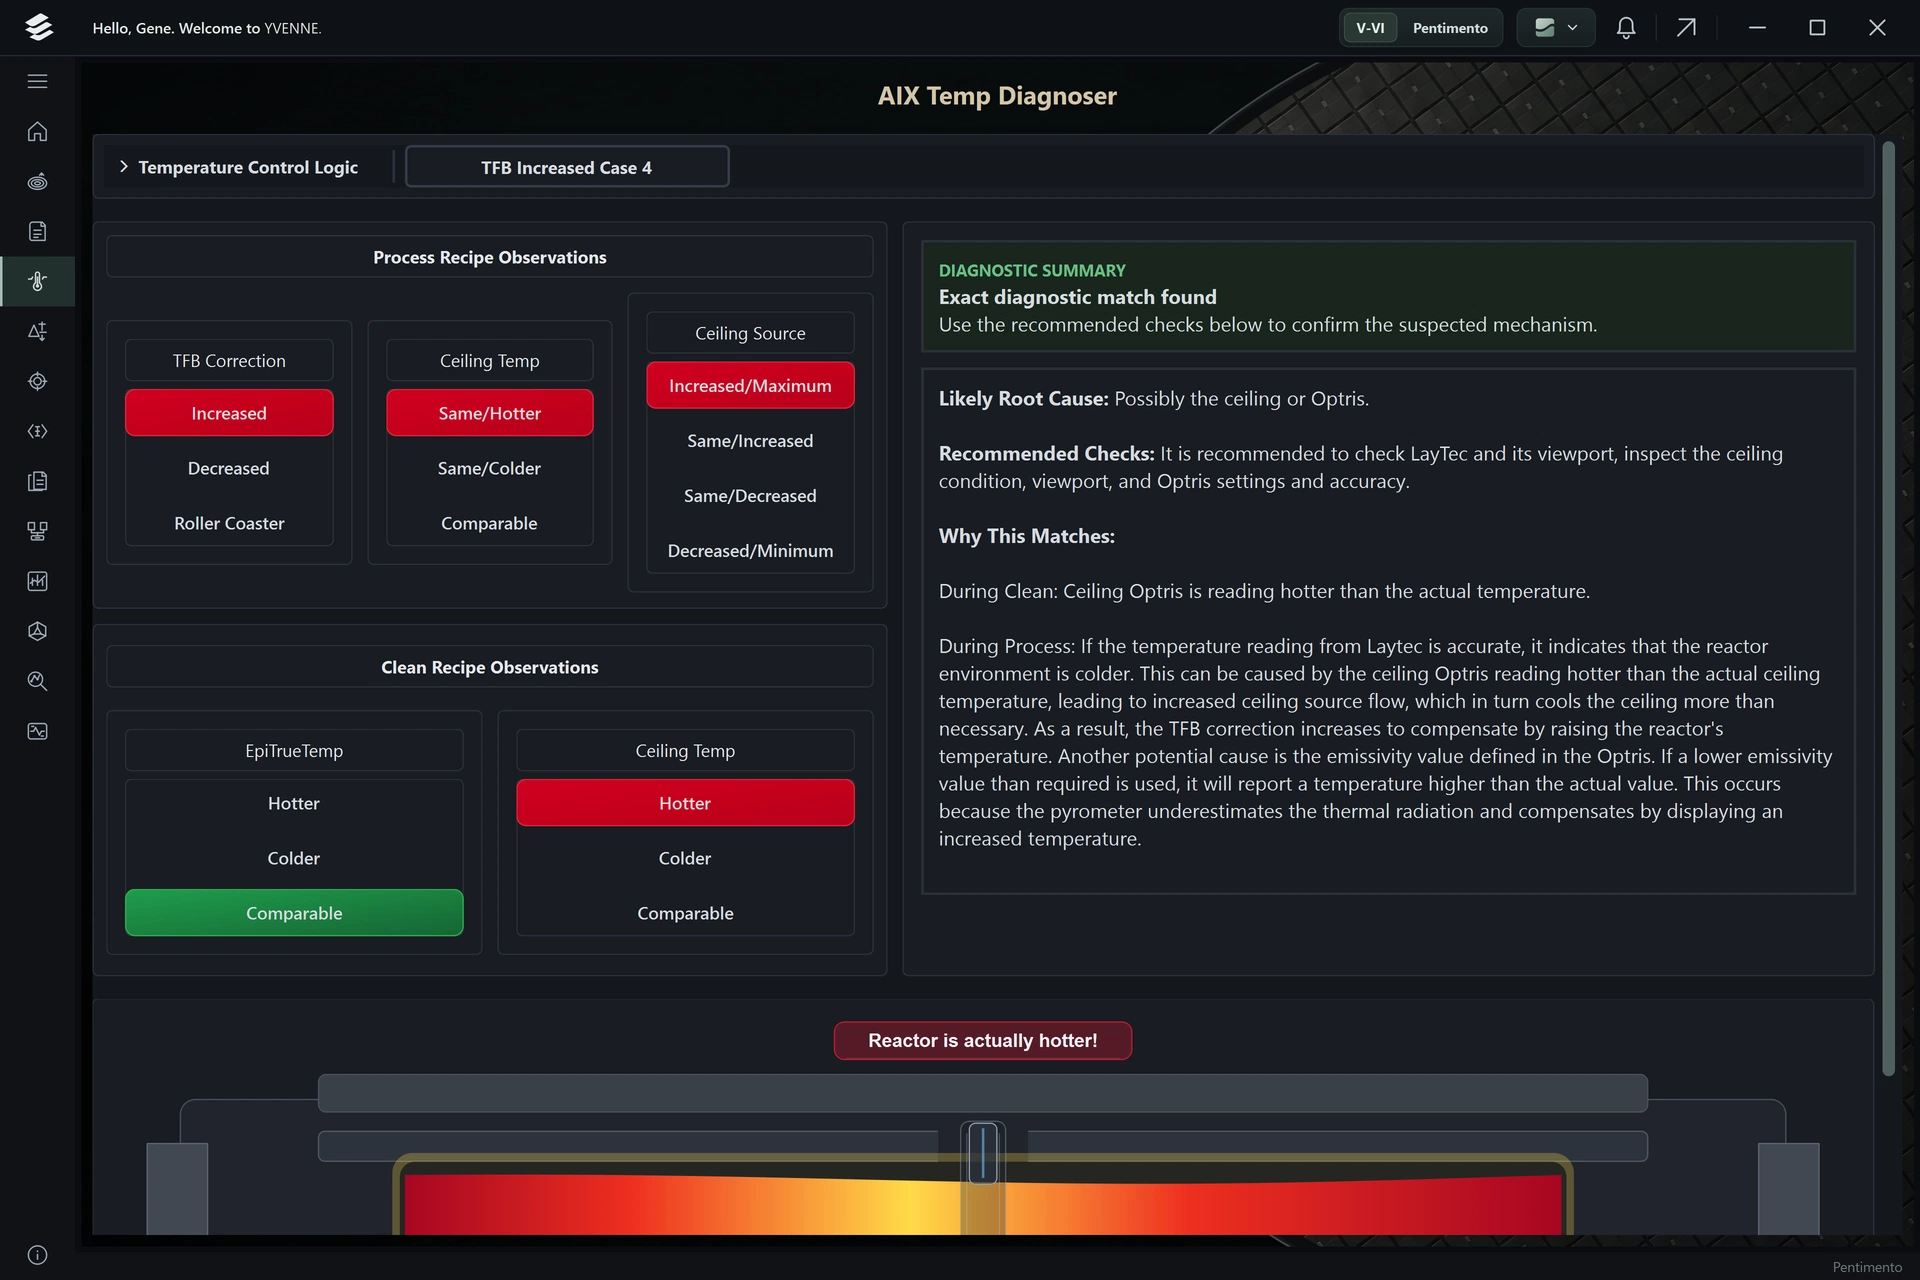 Hello, Gene. Welcome to YVENNE.
V-VI
Pentimento
AIX Temp Diagnoser
Temperature Control Logic
TFB Increased Case 4
Process Recipe Observations
TFB Correction
Increased
Decreased
Roller Coaster
Ceiling Temp
Same/Hotter
Same/Colder
Comparable
Ceiling Source
Increased/Maximum
Same/Increased
Same/Decreased
Decreased/Minimum
Clean Recipe Observations
EpiTrueTemp
Hotter
Colder
Comparable
Ceiling Temp
Hotter
Colder
Comparable
DIAGNOSTIC SUMMARY
Exact diagnostic match found
Use the recommended checks below to confirm the suspected mechanism.
Likely Root Cause: Possibly the ceiling or Optris.
Recommended Checks: It is recommended to check LayTec and its viewport, inspect the ceiling
condition, viewport, and Optris settings and accuracy.
Why This Matches:
During Clean: Ceiling Optris is reading hotter than the actual temperature.
During Process: If the temperature reading from Laytec is accurate, it indicates that the reactor
environment is colder. This can be caused by the ceiling Optris reading hotter than the actual ceiling
temperature, leading to increased ceiling source flow, which in turn cools the ceiling more than
necessary. As a result, the TFB correction increases to compensate by raising the reactor's
temperature. Another potential cause is the emissivity value defined in the Optris. If a lower emissivity
value than required is used, it will report a temperature higher than the actual value. This occurs
because the pyrometer underestimates the thermal radiation and compensates by displaying an
increased temperature.
Reactor is actually hotter!
Pentimento